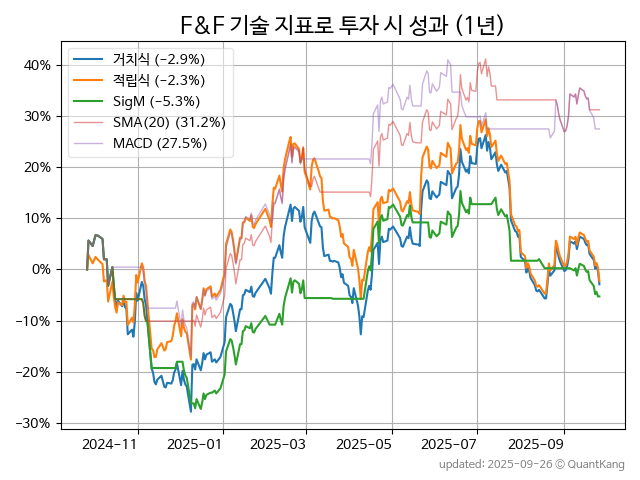 F&F 기술 지표로 투자 시 성과 (1년)
거치식 (−2.9%)
적립식 (−2.3%)
SigM (−5.3%)
SMA(20) (31.2%)
MACD (27.5%)
40%
30%
20%
10%
0%
−10%
−20%
−30%
2024-11 2025-01 2025-03 2025-05 2025-07 2025-09
updated: 2025-09-26 © QuantKang